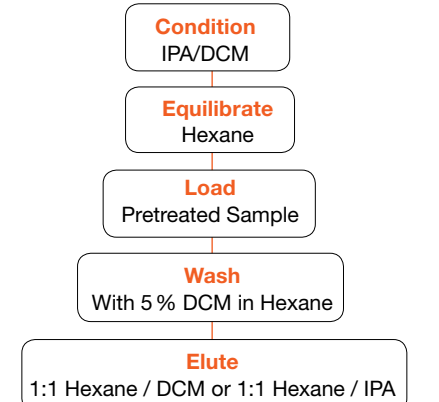 Condition
IPA/DCM
Equilibrate
Hexane
Load
Pretreated Sample
Wash
With 5 % DCM in Hexane
Elute
1:1 Hexane / DCM or 1:1 Hexane / IPA